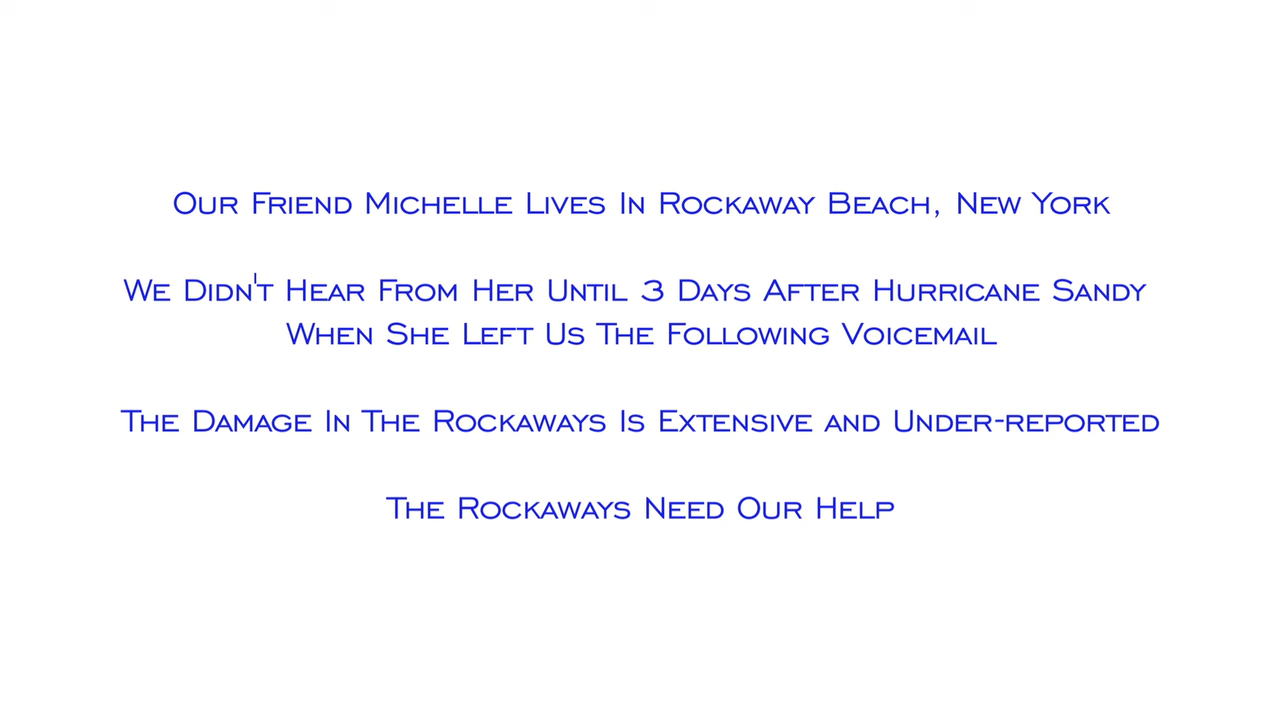 Our Friend Michelle Lives In Rockaway Beach, New York
We Didn't Hear From Her Until 3 Days After Hurricane Sandy
When She Left Us The Following Voicemail
The Damage In The Rockaways Is Extensive and Under-reported
The Rockaways Need Our Help